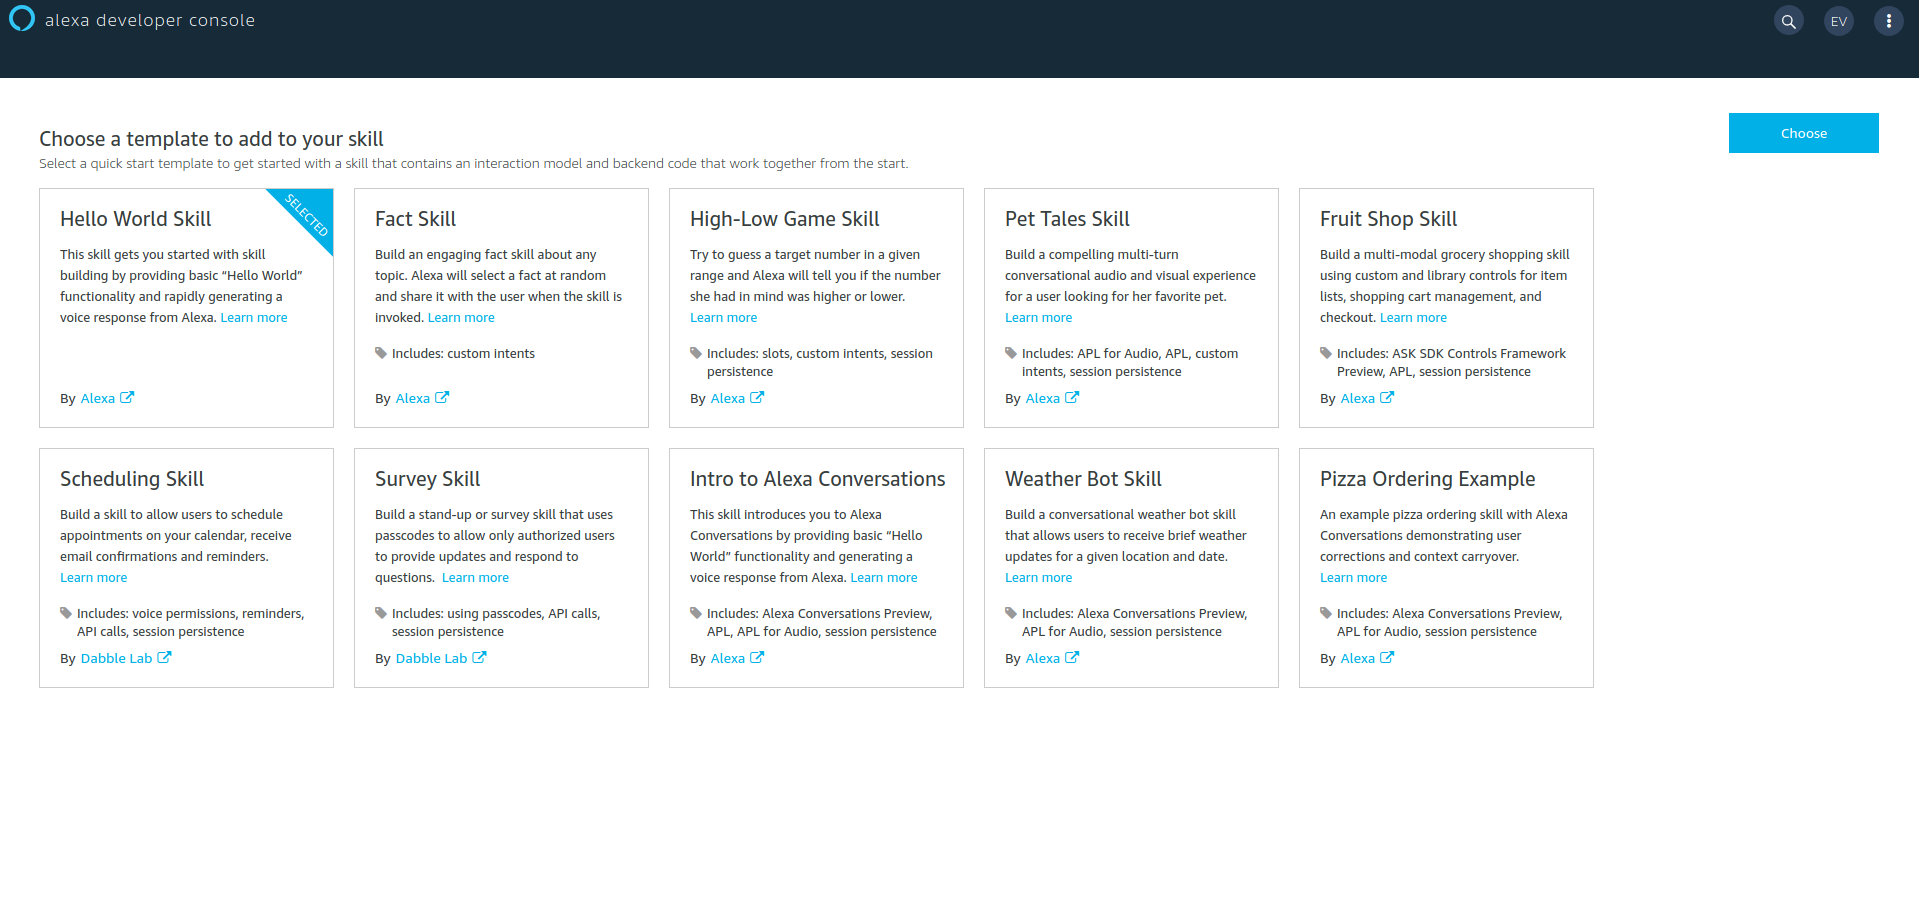 alexa developer console
EV
Choose a template to add to your skill
Choose
Select a quick start template to get started with a skill that contains an interaction model and backend code that work together from the start.
Hello World Skill
SELECTED
This skill gets you started with skill
building by providing basic “Hello World”
functionality and rapidly generating a
voice response from Alexa. Learn more
By Alexa
Fact Skill
Build an engaging fact skill about any
topic. Alexa will select a fact at random
and share it with the user when the skill is
invoked. Learn more
Includes: custom intents
By Alexa
High-Low Game Skill
Try to guess a target number in a given
range and Alexa will tell you if the number
she had in mind was higher or lower.
Learn more
Includes: slots, custom intents, session
persistence
By Alexa
Pet Tales Skill
Build a compelling multi-turn
conversational audio and visual experience
for a user looking for her favorite pet.
Learn more
Includes: APL for Audio, APL, custom
intents, session persistence
By Alexa
Fruit Shop Skill
Build a multi-modal grocery shopping skill
using custom and library controls for item
lists, shopping cart management, and
checkout. Learn more
Includes: ASK SDK Controls Framework
Preview, APL, session persistence
By Alexa
Scheduling Skill
Build a skill to allow users to schedule
appointments on your calendar, receive
email confirmations and reminders.
Learn more
Includes: voice permissions, reminders,
API calls, session persistence
By Dabble Lab
Survey Skill
Build a stand-up or survey skill that uses
passcodes to allow only authorized users
to provide updates and respond to
questions. Learn more
Includes: using passcodes, API calls,
session persistence
By Dabble Lab
Intro to Alexa Conversations
This skill introduces you to Alexa
Conversations by providing basic “Hello
World” functionality and generating a
voice response from Alexa. Learn more
Includes: Alexa Conversations Preview,
APL, APL for Audio, session persistence
By Alexa
Weather Bot Skill
Build a conversational weather bot skill
that allows users to receive brief weather
updates for a given location and date.
Learn more
Includes: Alexa Conversations Preview,
APL for Audio, session persistence
By Alexa
Pizza Ordering Example
An example pizza ordering skill with Alexa
Conversations demonstrating user
corrections and context carryover.
Learn more
Includes: Alexa Conversations Preview,
APL for Audio, session persistence
By Alexa